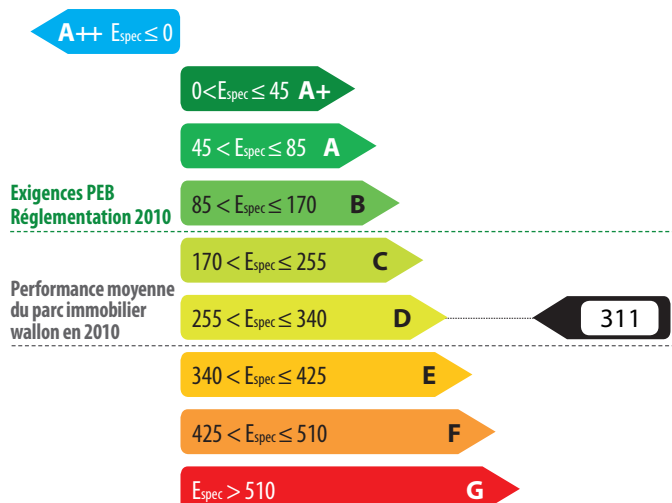 A++ Espec ≤ 0
0<Espec ≤ 45 A+
45 < Espec ≤ 85 A
Exigences PEB
Réglementation 2010
85 < Espec ≤ 170 B
170 < Espec ≤ 255 C
Performance moyenne
du parc immobilier
wallon en 2010
255 < Espec ≤ 340 D
311
340 < Espec ≤ 425 E
425 < Espec ≤ 510 F
Espec > 510 G